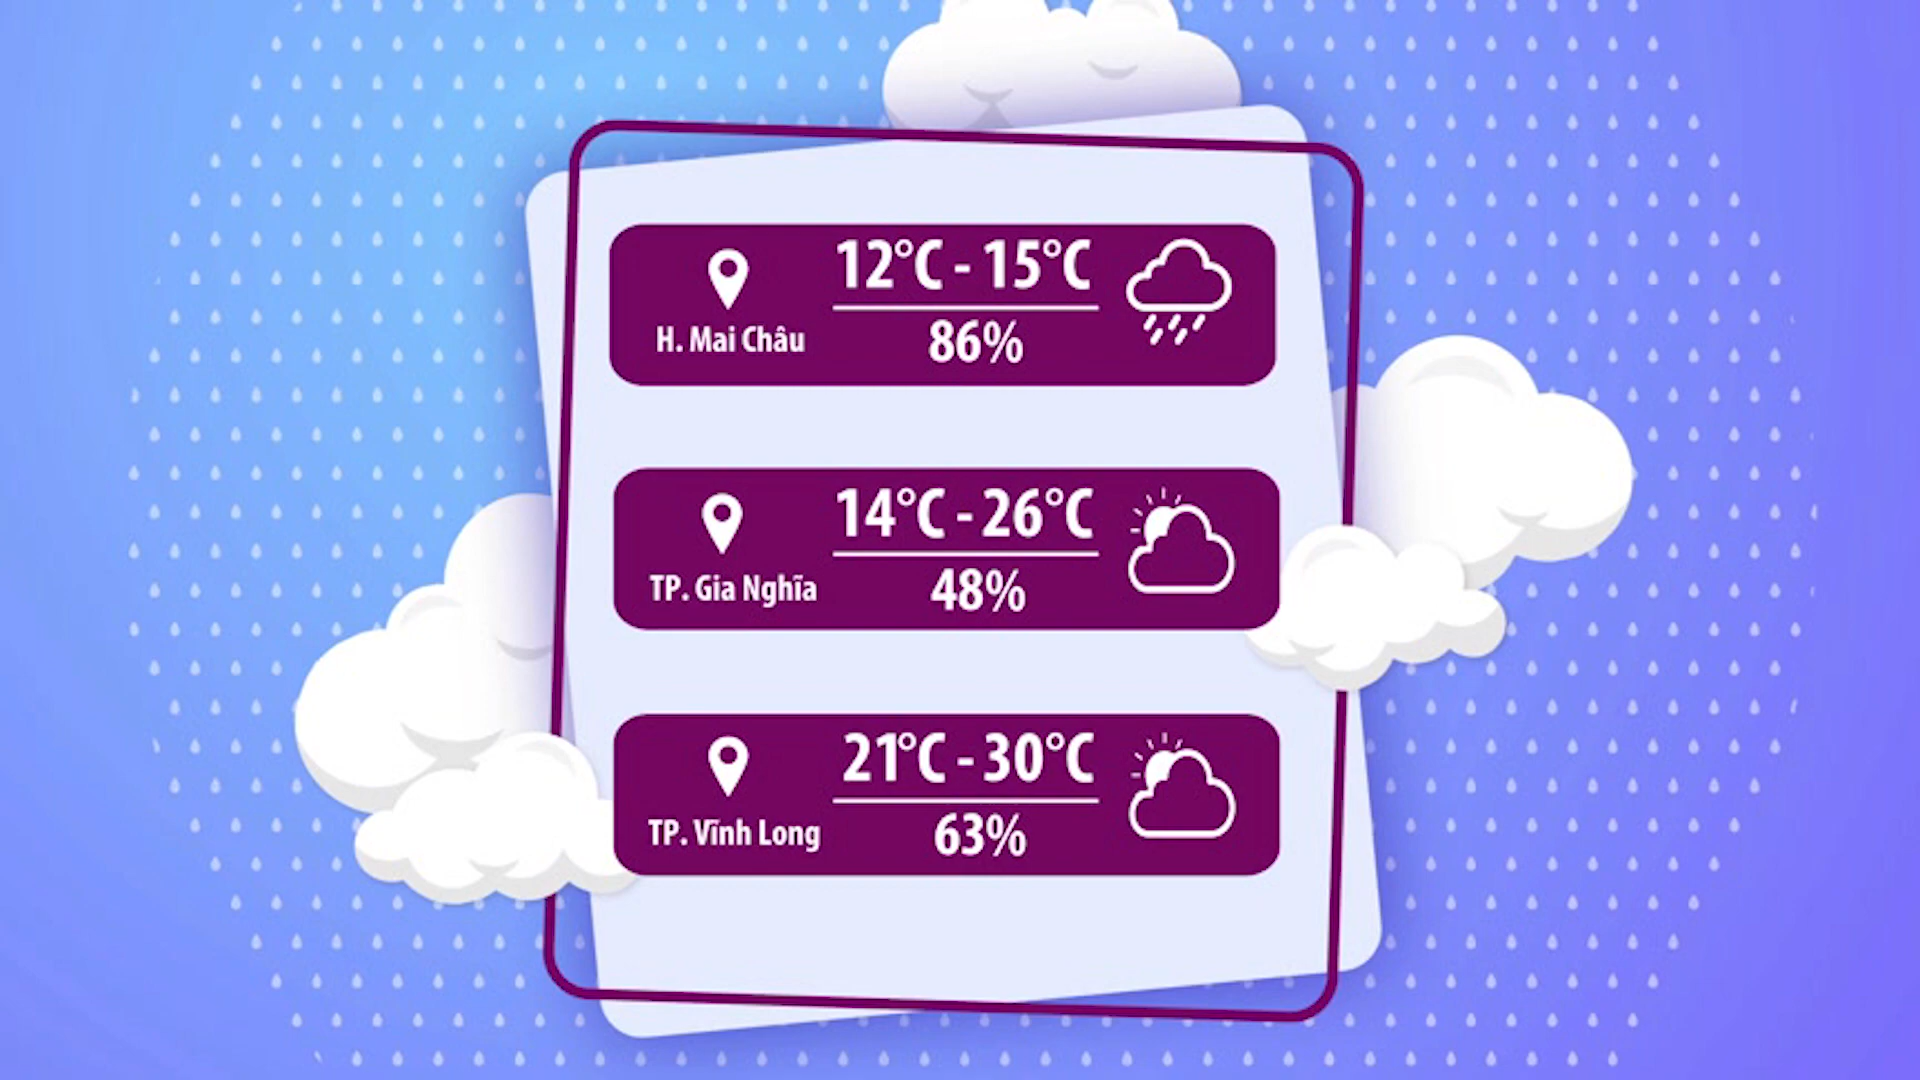 12°C - 15°C
H. Mai Châu
86%
14°C - 26°C
TP. Gia Nghĩa
48%
21°C - 30°C
TP. Vĩnh Long
63%